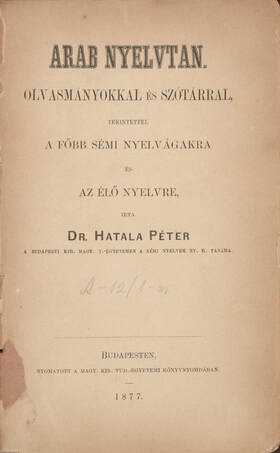 ARAB NYELVTAN.
OLVASMÁNYOKKAL ÉS SZÓTÁRRAL,
TEKINTETTEL
A FŐBB SÉMI NYELVÁGAKRA
ÉS
AZ ÉLŐ NYELVRE,
IRTA
DR. HATALA PÉTER
A BUDAPESTI KIR. MAGY. T.-EGYETEMEN A SÉMI NYELVEK NY. R. TANÁRA.
BUDAPESTEN,
NYOMATOTT A MAGY. KIR. TUD.-EGYETEMI KÖNYVNYOMDÁBAN.
1877.